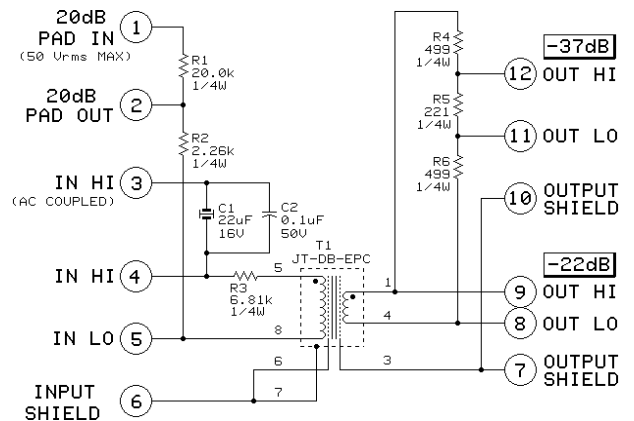 20dB
PAD IN
(50 Vrms MAX)
1
R1
20.0k
1/4W
20dB
PAD OUT
2
R2
2.26k
1/4W
IN HI
(AC COUPLED)
3
C1
22uF
16V
C2
0.1uF
50V
IN HI
4
R3
6.81k
1/4W
T1
JT-DB-EPC
5
8
6
7
1
4
3
IN LO
5
INPUT
SHIELD
6
R4
499
1/4W
R5
221
1/4W
R6
499
1/4W
-37dB
12
OUT HI
11
OUT LO
10
OUTPUT
SHIELD
-22dB
9
OUT HI
8
OUT LO
7
OUTPUT
SHIELD